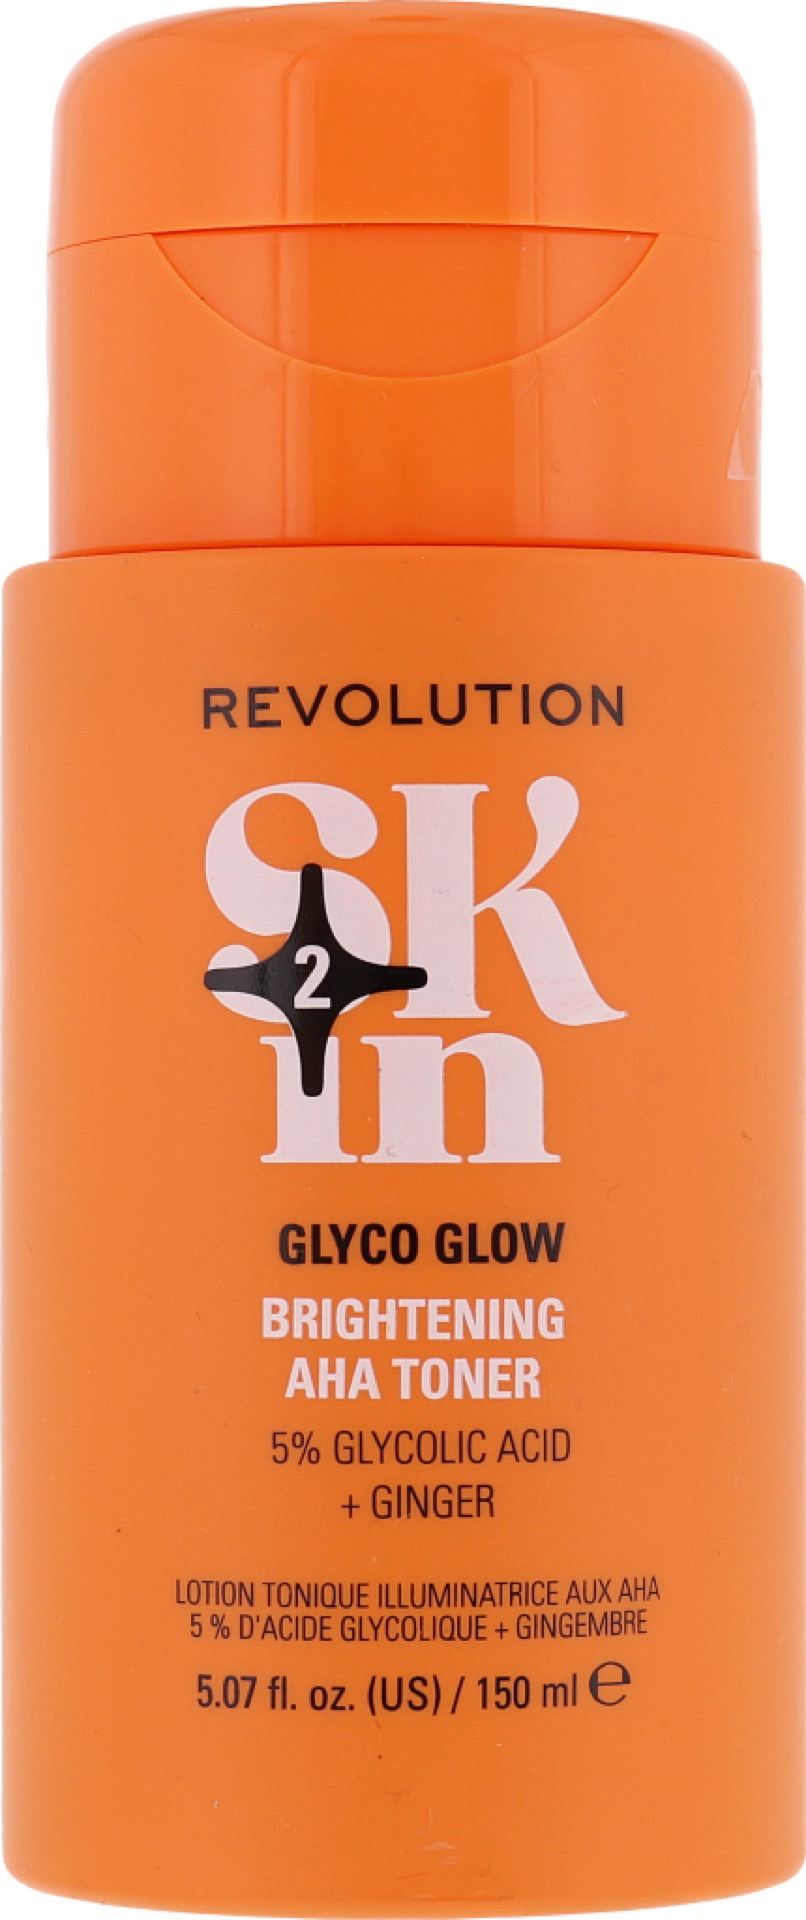 REVOLUTION
SK
2
in
GLYCO GLOW
BRIGHTENING
AHA TONER
5% GLYCOLIC ACID
+ GINGER
LOTION TONIQUE ILLUMINATRICE AUX AHA
5 % D'ACIDE GLYCOLIQUE + GINGEMBRE
5.07 fl. oz. (US) / 150 ml ℮